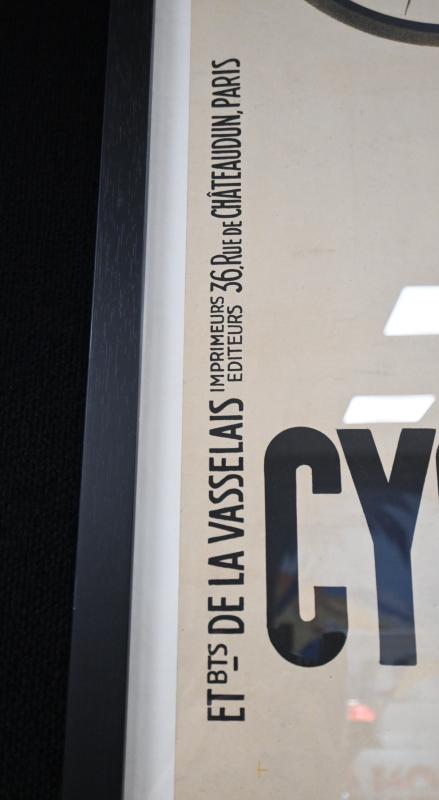 ETBTS DE LA VASSELAIS IMPRIMEURS EDITEURS 36, RUE DE CHÂTEAUDUN, PARIS
CY